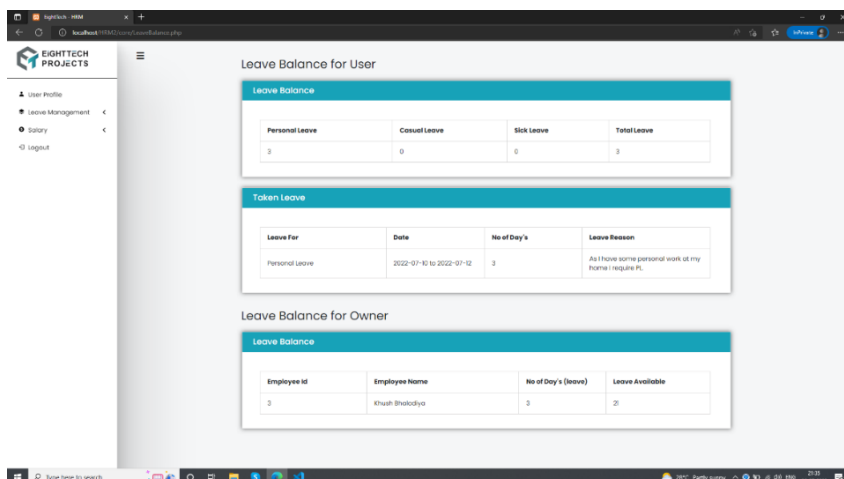 EightTech - HRM
localhost/HRMS/core/LeaveBalance.php
InPrivate
EiGHTTECH
PROJECTS
User Profile
Leave Management
Salary
Logout
Leave Balance for User
Leave Balance
Personal Leave Casual Leave Sick Leave Total Leave
3 0 0 3
Taken Leave
Leave For Date No of Day's Leave Reason
Personal Leave 2022-07-10 to 2022-07-12 3 As I have some personal work at my
home I require PL.
Leave Balance for Owner
Leave Balance
Employee Id Employee Name No of Day's (leave) Leave Available
Khush Bhalodiya 3 21
Type here to search
28°C Partly sunny ENG 21:35